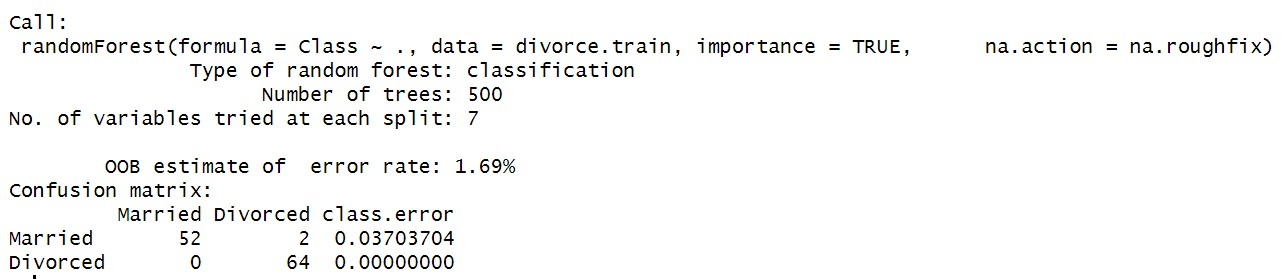 Call:
 randomForest(formula = Class ~ ., data = divorce.train, importance = TRUE,      na.action = na.roughfix)
               Type of random forest: classification
                     Number of trees: 500
No. of variables tried at each split: 7

        OOB estimate of  error rate: 1.69%
Confusion matrix:
         Married Divorced class.error
Married       52        2  0.03703704
Divorced       0       64  0.00000000